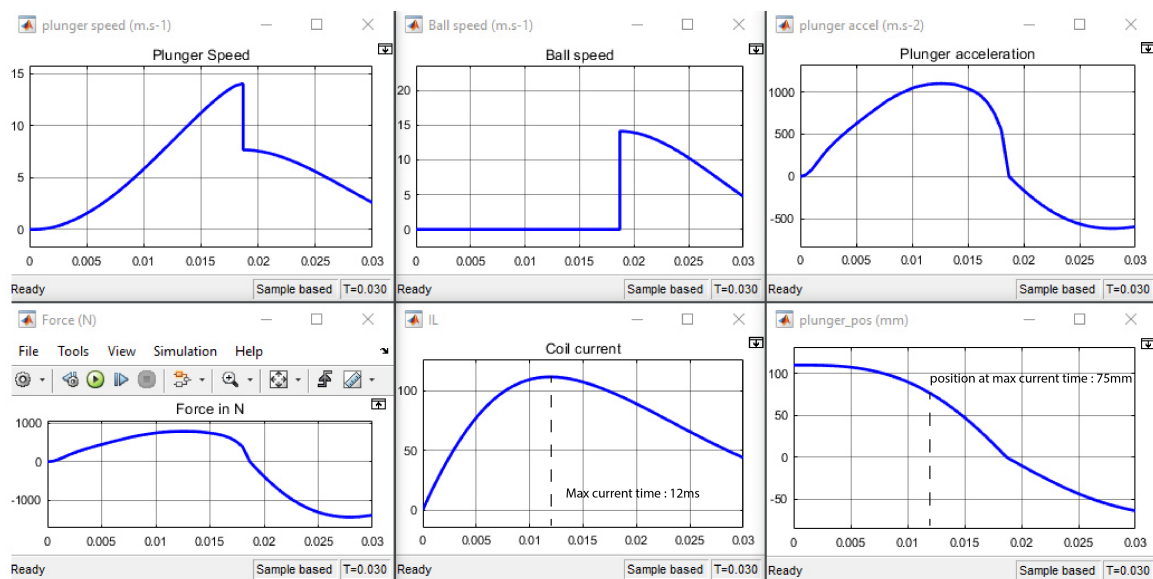 plunger speed (m.s-1)
Plunger Speed
15
10
5
0
0 0.005 0.01 0.015 0.02 0.025 0.03
Ready Sample based T=0.030
Ball speed (m.s-1)
Ball speed
20
15
10
5
0
0 0.005 0.01 0.015 0.02 0.025 0.03
Ready Sample based T=0.030
plunger accel (m.s-2)
Plunger acceleration
1000
500
0
-500
0 0.005 0.01 0.015 0.02 0.025 0.03
Ready Sample based T=0.030
Force (N)
File Tools View Simulation Help
Force in N
1000
0
-1000
0 0.005 0.01 0.015 0.02 0.025 0.03
Ready Sample based T=0.030
IL
Coil current
100
50
0
Max current time : 12ms
0 0.005 0.01 0.015 0.02 0.025 0.03
Ready Sample based T=0.030
plunger_pos (mm)
100
position at max current time : 75mm
50
0
-50
0 0.005 0.01 0.015 0.02 0.025 0.03
Ready Sample based T=0.030